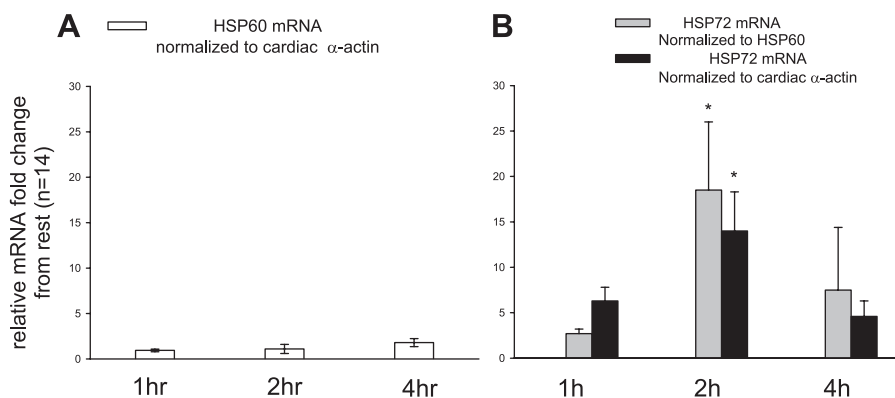 A
HSP60 mRNA
normalized to cardiac α-actin
relative mRNA fold change
from rest (n=14)
30
25
20
15
10
5
0
1hr 2hr 4hr
B
HSP72 mRNA
Normalized to HSP60
HSP72 mRNA
Normalized to cardiac α-actin
30
25
20
15
10
5
0
* *
1h 2h 4h